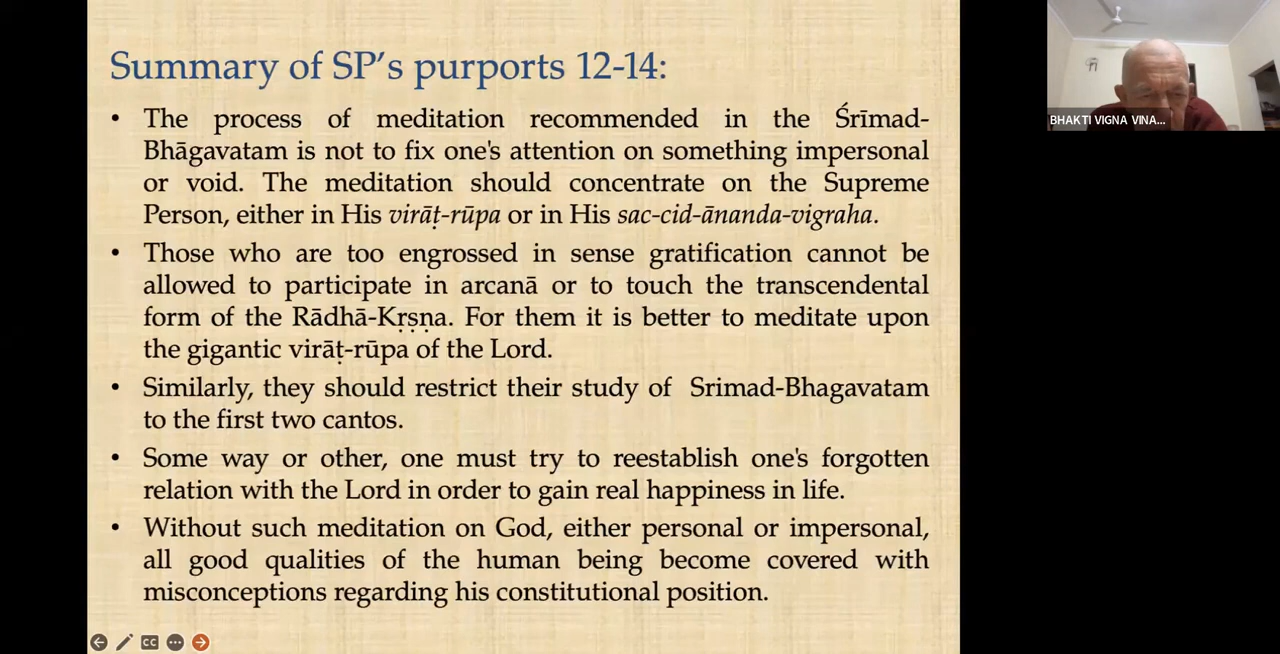 Summary of SP's purports 12-14:
• The process of meditation recommended in the Śrīmad-
Bhāgavatam is not to fix one's attention on something impersonal
or void. The meditation should concentrate on the Supreme
Person, either in His virāṭ-rūpa or in His sac-cid-ānanda-vigraha.
• Those who are too engrossed in sense gratification cannot be
allowed to participate in arcanā or to touch the transcendental
form of the Rādhā-Kṛṣṇa. For them it is better to meditate upon
the gigantic virāṭ-rūpa of the Lord.
• Similarly, they should restrict their study of Srimad-Bhagavatam
to the first two cantos.
• Some way or other, one must try to reestablish one's forgotten
relation with the Lord in order to gain real happiness in life.
• Without such meditation on God, either personal or impersonal,
all good qualities of the human being become covered with
misconceptions regarding his constitutional position.
CC
BHAKTI VIGNA VINA...